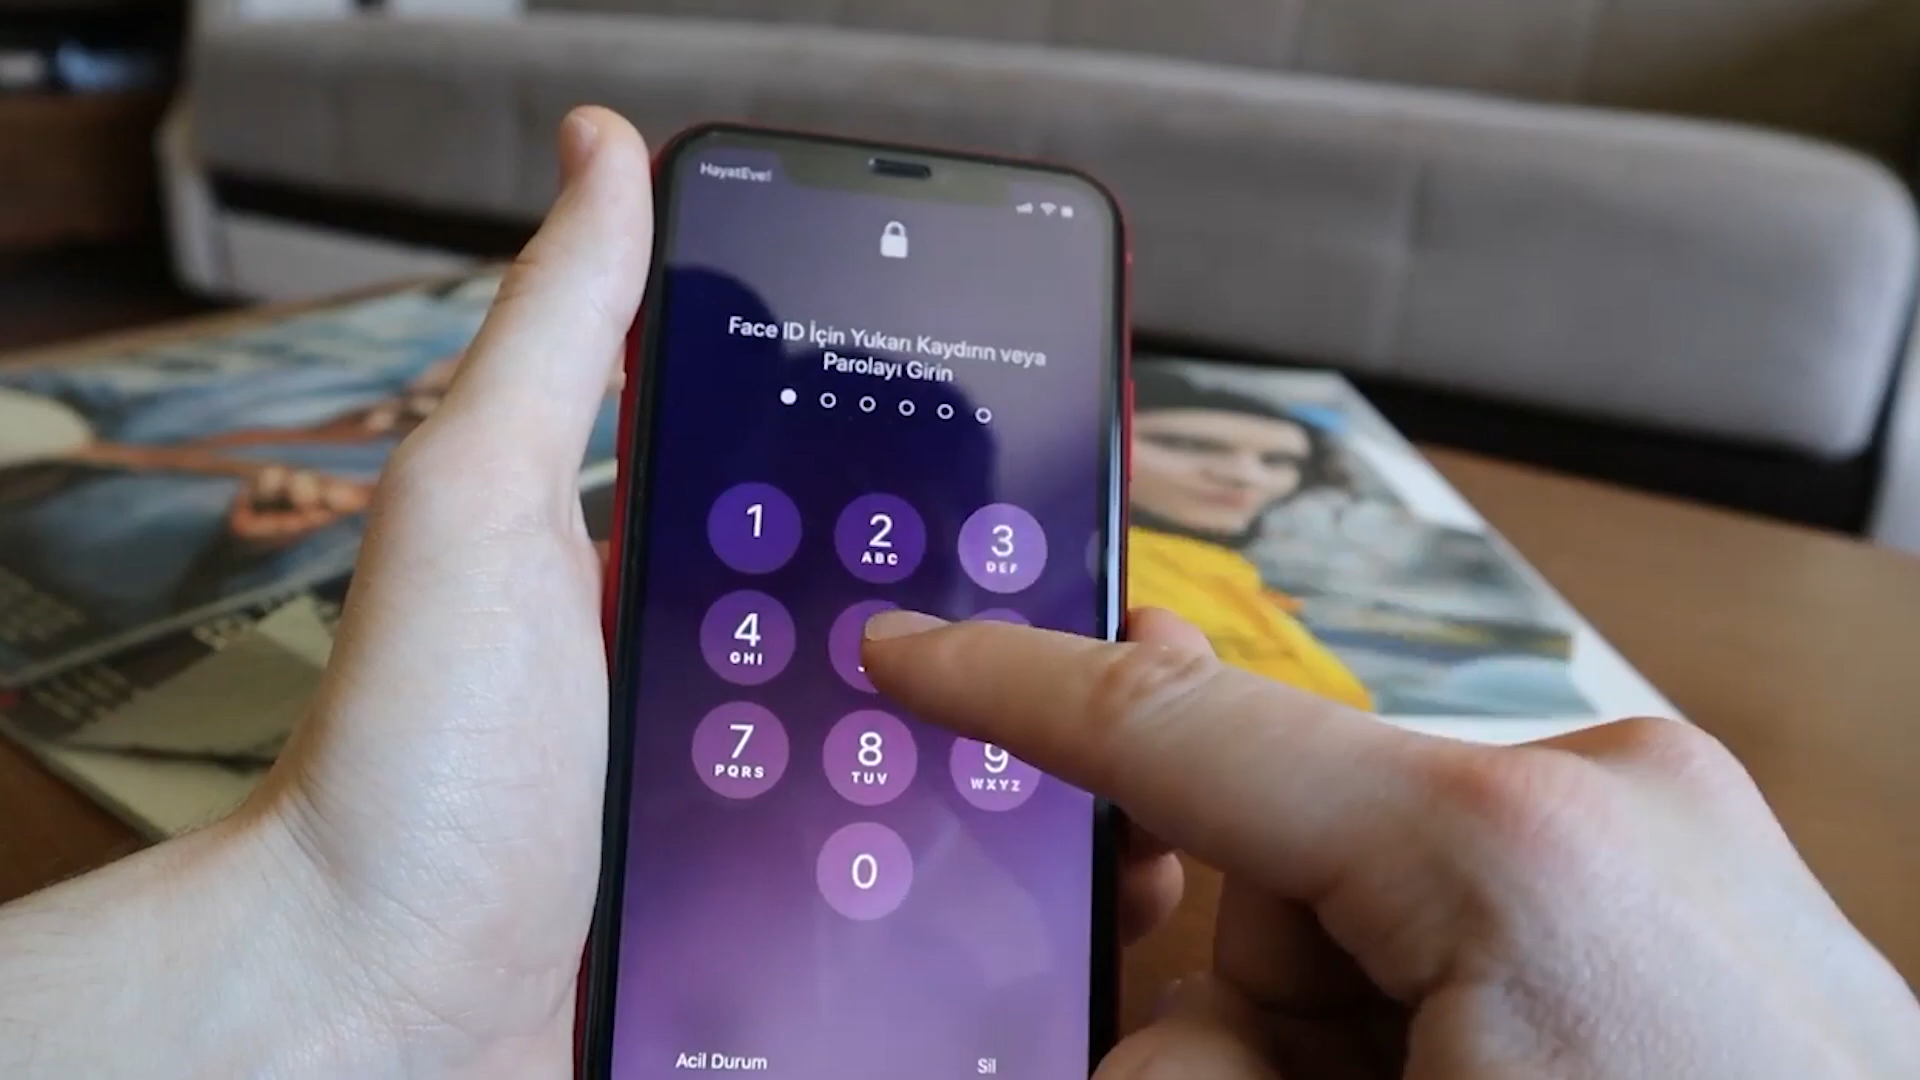 HayatEve!
Face ID İçin Yukarı Kaydırın veya
Parolayı Girin
1
2
ABC
3
DEF
4
GHI
7
PQRS
8
TUV
9
WXYZ
0
Acil Durum
Sil